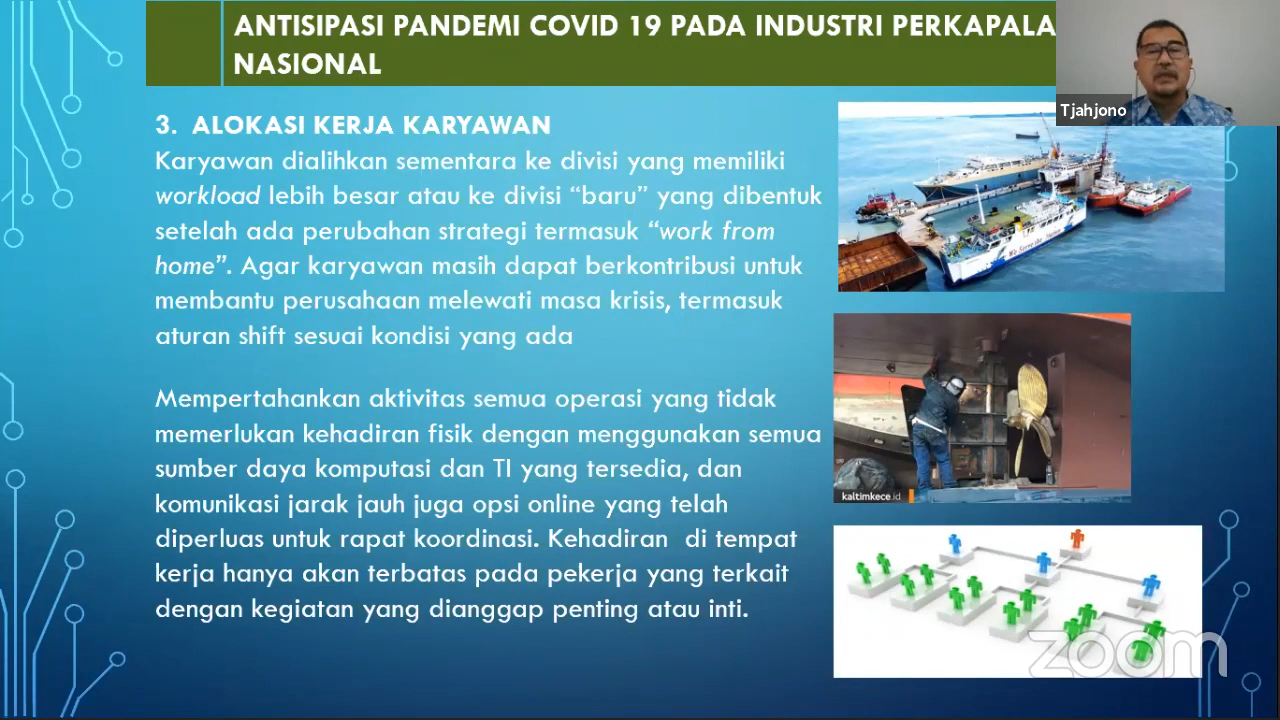 ANTISIPASI PANDEMI COVID 19 PADA INDUSTRI PERKAPALA
NASIONAL
Tjahjono
3. ALOKASI KERJA KARYAWAN
Karyawan dialihkan sementara ke divisi yang memiliki
workload lebih besar atau ke divisi “baru” yang dibentuk
setelah ada perubahan strategi termasuk “work from
home”. Agar karyawan masih dapat berkontribusi untuk
membantu perusahaan melewati masa krisis, termasuk
aturan shift sesuai kondisi yang ada
Mempertahankan aktivitas semua operasi yang tidak
memerlukan kehadiran fisik dengan menggunakan semua
sumber daya komputasi dan TI yang tersedia, dan
komunikasi jarak jauh juga opsi online yang telah
diperluas untuk rapat koordinasi. Kehadiran di tempat
kerja hanya akan terbatas pada pekerja yang terkait
dengan kegiatan yang dianggap penting atau inti.
We Serve the
kaltimkece.id
zoom